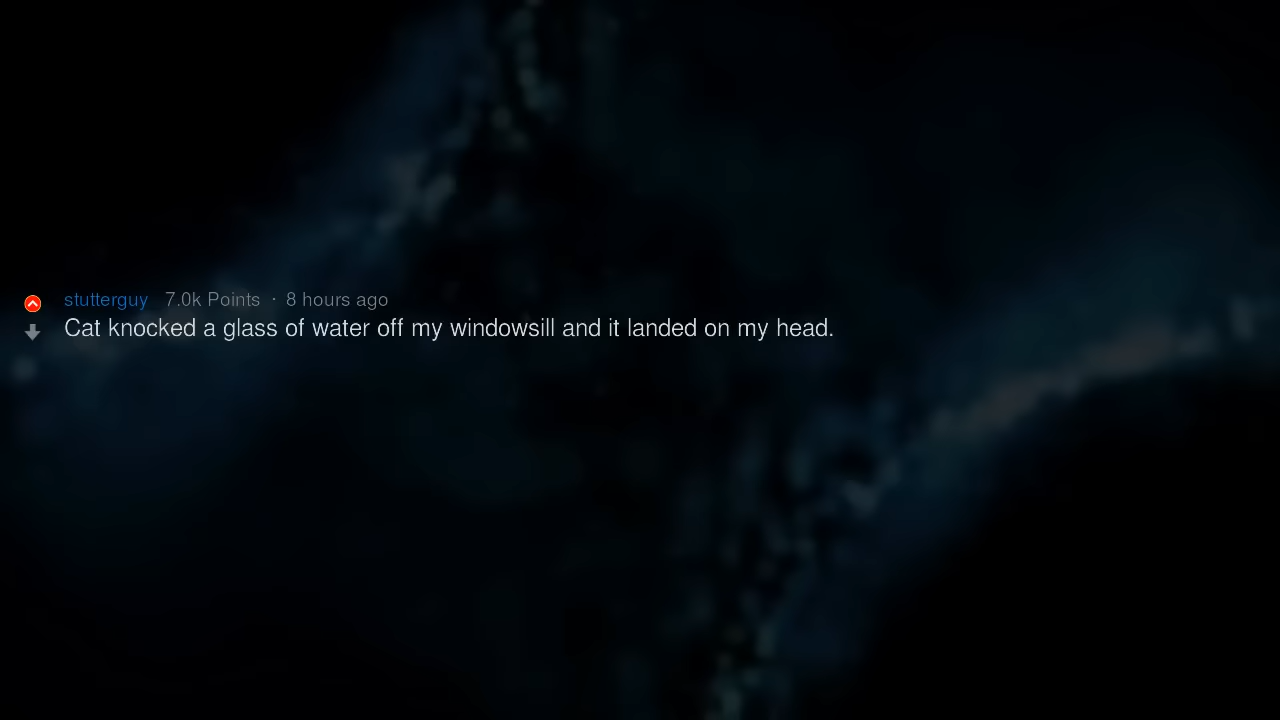 stutterguy 7.0k Points · 8 hours ago
Cat knocked a glass of water off my windowsill and it landed on my head.